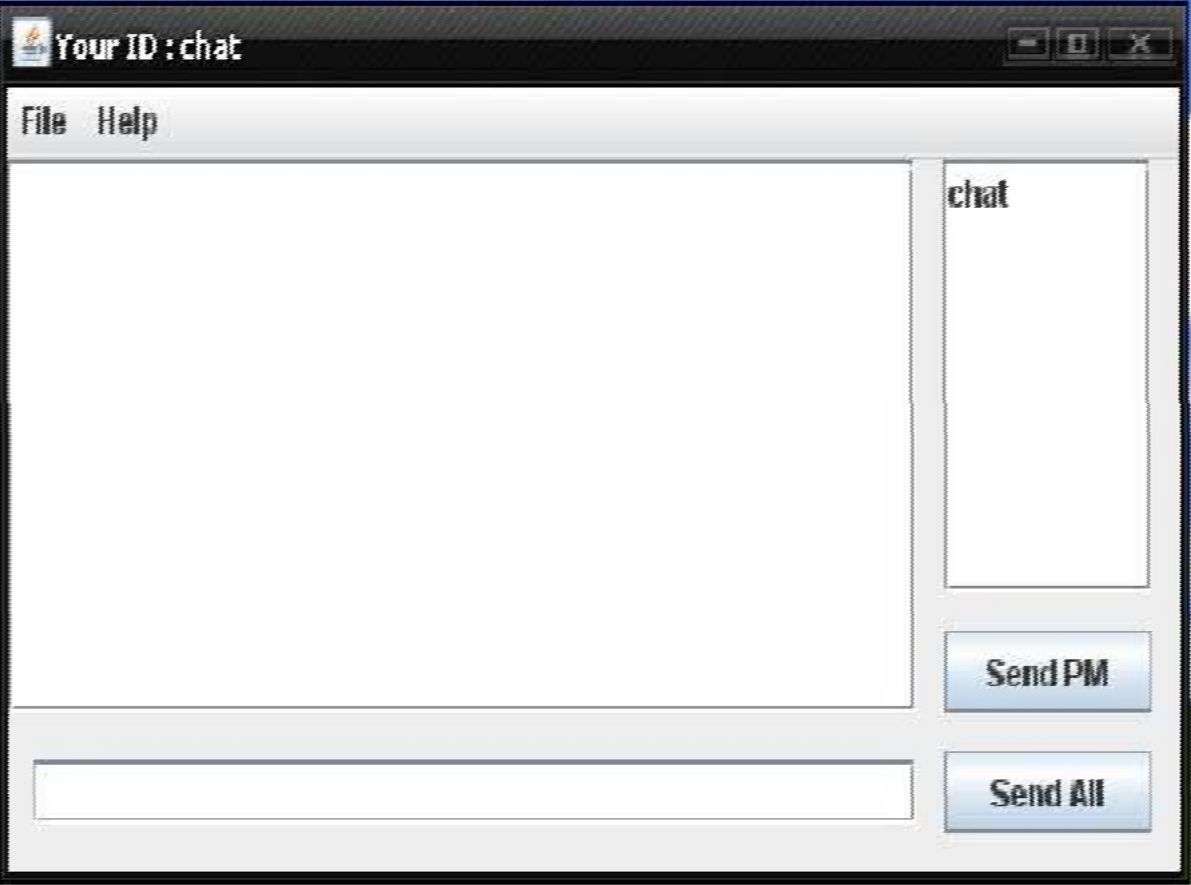 Your ID : chat
File Help
chat
Send PM
Send All